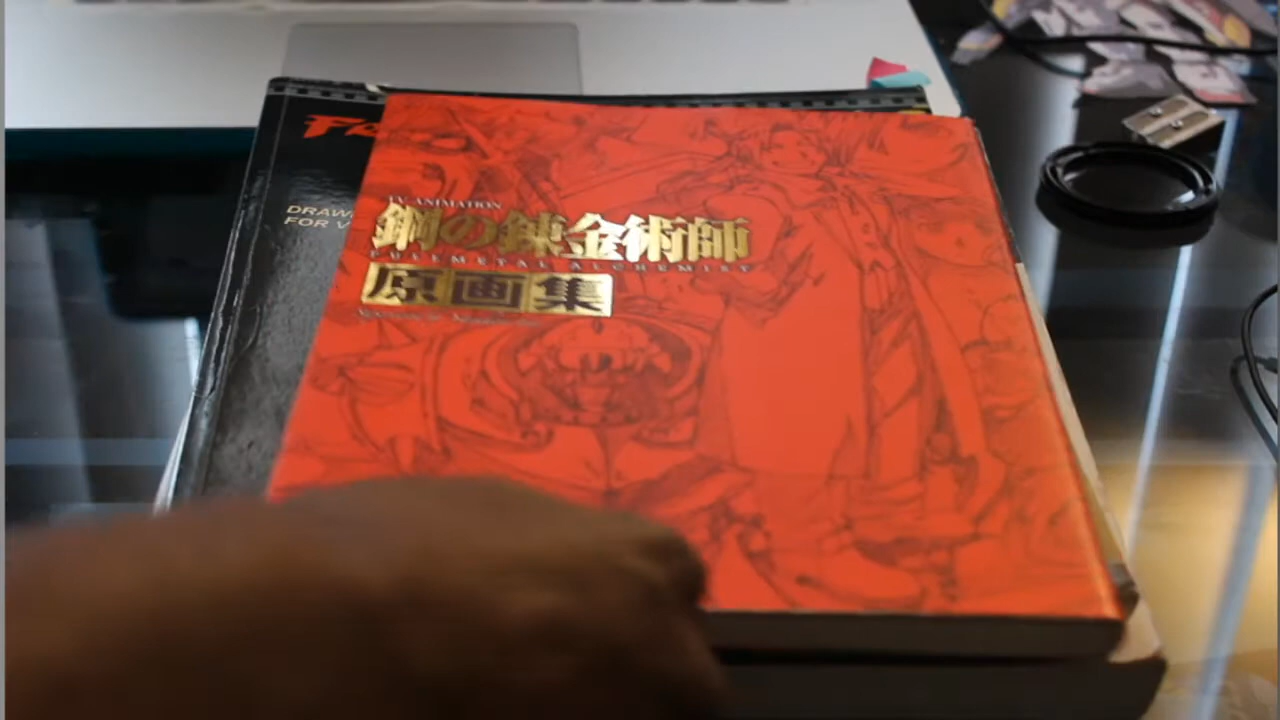 TV ANIMATION
鋼の錬金術師
FULLMETAL ALCHEMIST
原画集
DRAW
FOR V